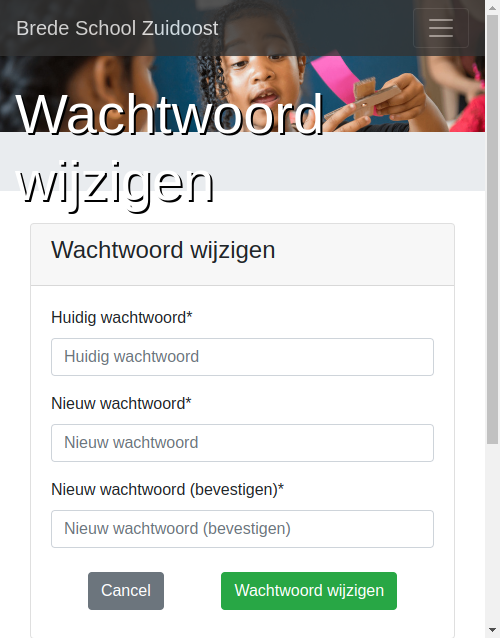 Brede School Zuidoost
Wachtwoord
wijzigen
Wachtwoord wijzigen
Huidig wachtwoord*
Huidig wachtwoord
Nieuw wachtwoord*
Nieuw wachtwoord
Nieuw wachtwoord (bevestigen)*
Nieuw wachtwoord (bevestigen)
Cancel Wachtwoord wijzigen